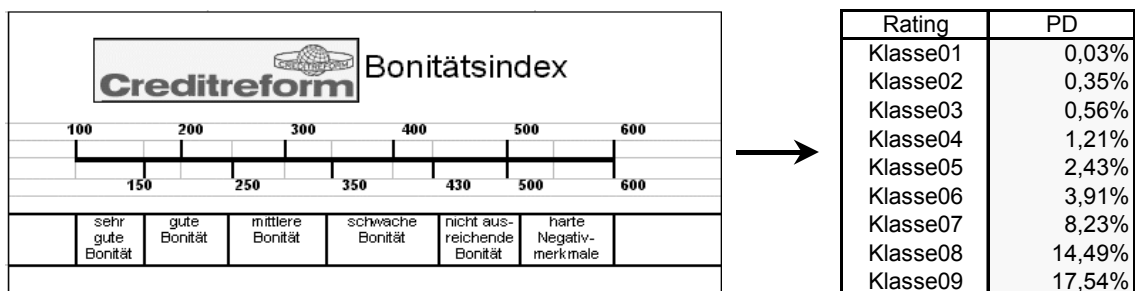 CREDITREFORM
Creditreform
Bonitätsindex
100 200 300 400 500 600
150 250 350 430 500 600
sehr gute Bonität
gute Bonität
mittlere Bonität
schwache Bonität
nicht aus-
reichende
Bonität
harte
Negativ-
merkmale
Rating PD
Klasse01 0,03%
Klasse02 0,35%
Klasse03 0,56%
Klasse04 1,21%
Klasse05 2,43%
Klasse06 3,91%
Klasse07 8,23%
Klasse08 14,49%
Klasse09 17,54%